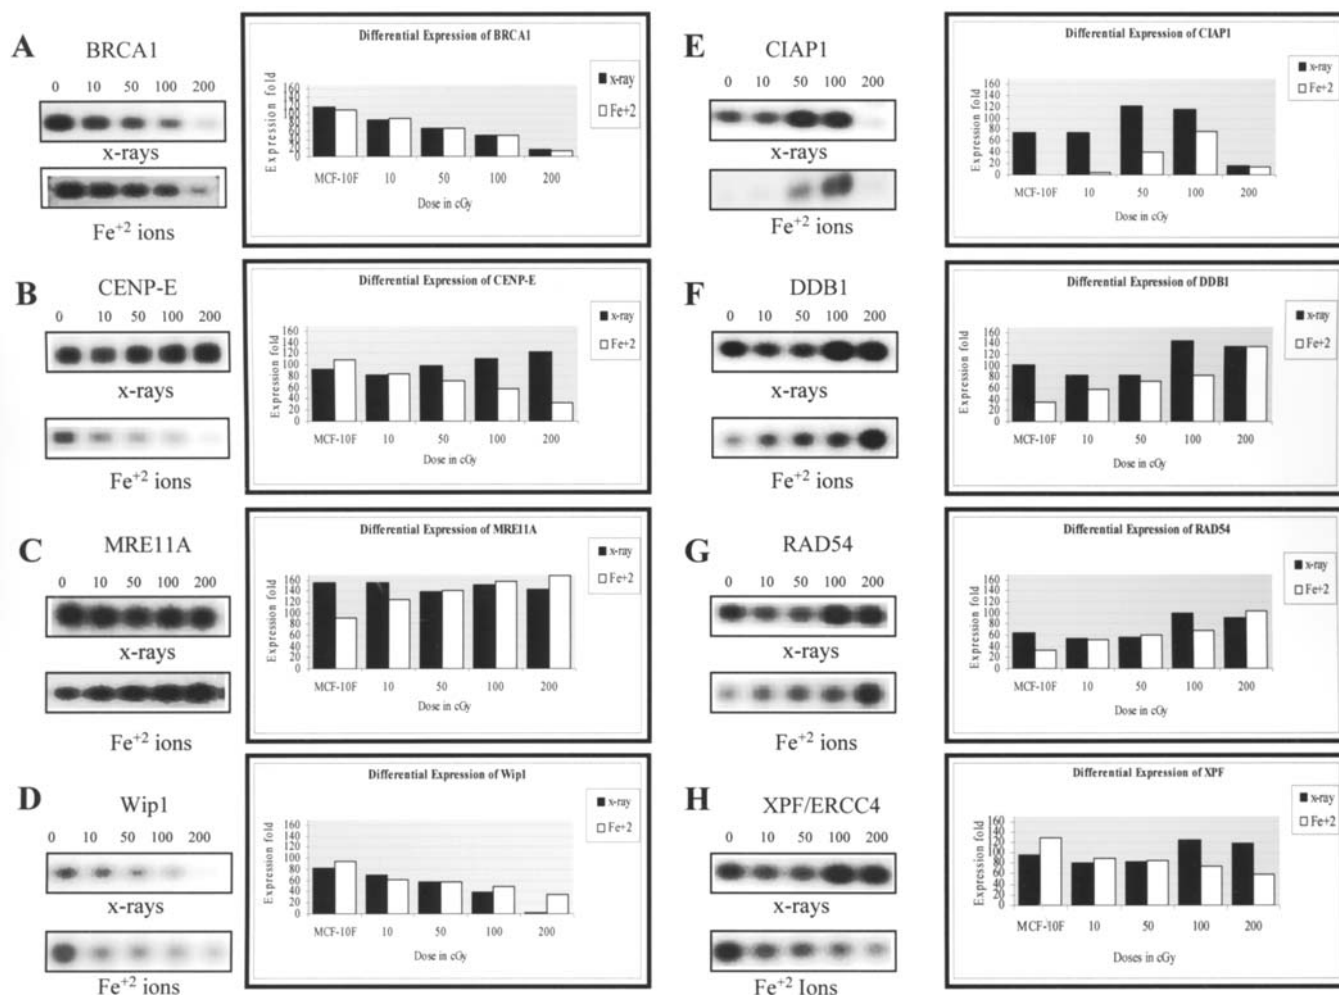 A
BRCA1
0 10 50 100 200
x-rays
Fe+2 ions
Differential Expression of BRCA1
Expression fold
160
120
100
80
60
40
20
0
MCF-10F 10 50 100 200
Dose in cGy
x-ray
Fe+2
B
CENP-E
0 10 50 100 200
x-rays
Fe+2 ions
Differential Expression of CENP-E
Expression fold
160
120
100
80
60
40
20
0
MCF-10F 10 50 100 200
Dose in cGy
x-ray
Fe+2
C
MRE11A
0 10 50 100 200
x-rays
Fe+2 ions
Differential Expression of MRE11A
Expression fold
160
120
100
80
60
40
20
0
MCF-10F 10 50 100 200
Dose in cGy
x-ray
Fe+2
D
Wip1
0 10 50 100 200
x-rays
Fe+2 ions
Differential Expression of Wip1
Expression fold
160
120
100
80
60
40
20
0
MCF-10F 10 50 100 200
Dose in cGy
x-ray
Fe+2
E
CIAP1
0 10 50 100 200
x-rays
Fe+2 ions
Differential Expression of CIAP1
Expression fold
160
120
80
60
40
20
0
MCF-10F 10 50 100 200
Dose in cGy
x-ray
Fe+2
F
DDB1
0 10 50 100 200
x-rays
Fe+2 ions
Differential Expression of DDB1
Expression fold
160
120
100
80
60
40
20
0
MCF-10F 10 50 100 200
Dose in cGy
x-ray
Fe+2
G
RAD54
0 10 50 100 200
x-rays
Fe+2 ions
Differential Expression of RAD54
Expression fold
160
120
100
80
60
40
20
0
MCF-10F 10 50 100 200
Dose in cGy
x-ray
Fe+2
H
XPF/ERCC4
0 10 50 100 200
x-rays
Fe+2 Ions
Differential Expression of XPF
Expression fold
100
80
60
40
20
0
MCF-10F 10 50 100 200
Doses in cGy
x-ray
Fe+2